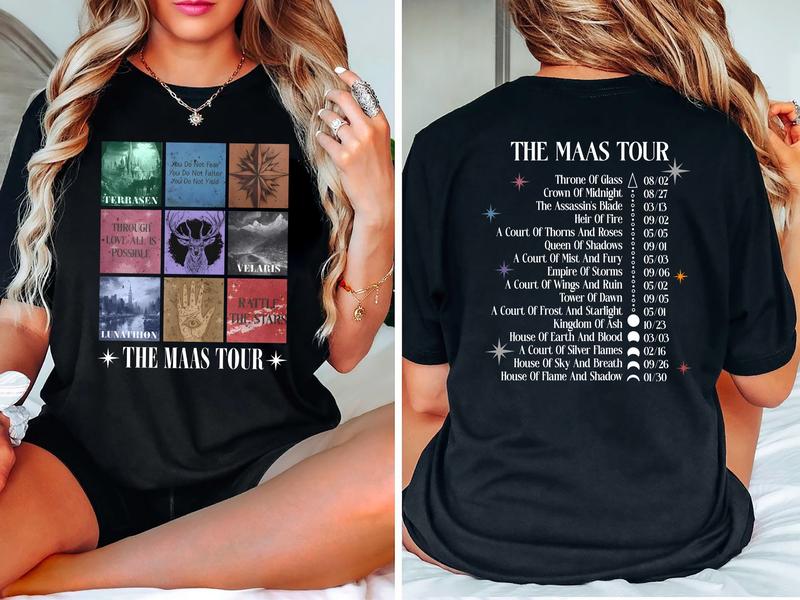 TERRASEN
You Do Not Fear
You Do Not Falter
You Do Not Yield
THROUGH
LOVE, ALL IS
POSSIBLE
VELARIS
LUNATHION
RATTLE
THE STARS
THE MAAS TOUR
THE MAAS TOUR
Throne Of Glass 08/02
Crown Of Midnight 08/27
The Assassin's Blade 03/13
Heir Of Fire 09/02
A Court Of Thorns And Roses 05/05
Queen Of Shadows 09/01
A Court Of Mist And Fury 05/03
Empire Of Storms 09/06
A Court Of Wings And Ruin 05/02
Tower Of Dawn 09/05
A Court Of Frost And Starlight 05/01
Kingdom Of Ash 10/23
House Of Earth And Blood 03/03
A Court Of Silver Flames 02/16
House Of Sky And Breath 09/26
House Of Flame And Shadow 01/30